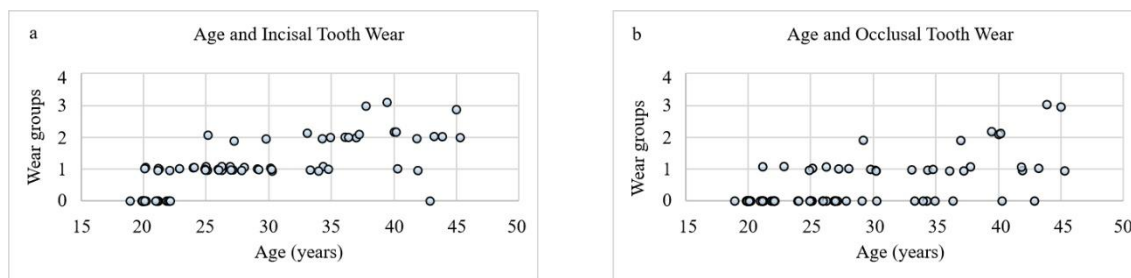 a
Age and Incisal Tooth Wear
Wear groups
4
3
2
1
0
15 20 25 30 35 40 45 50
Age (years)
b
Age and Occlusal Tooth Wear
Wear groups
4
3
2
1
0
15 20 25 30 35 40 45 50
Age (years)